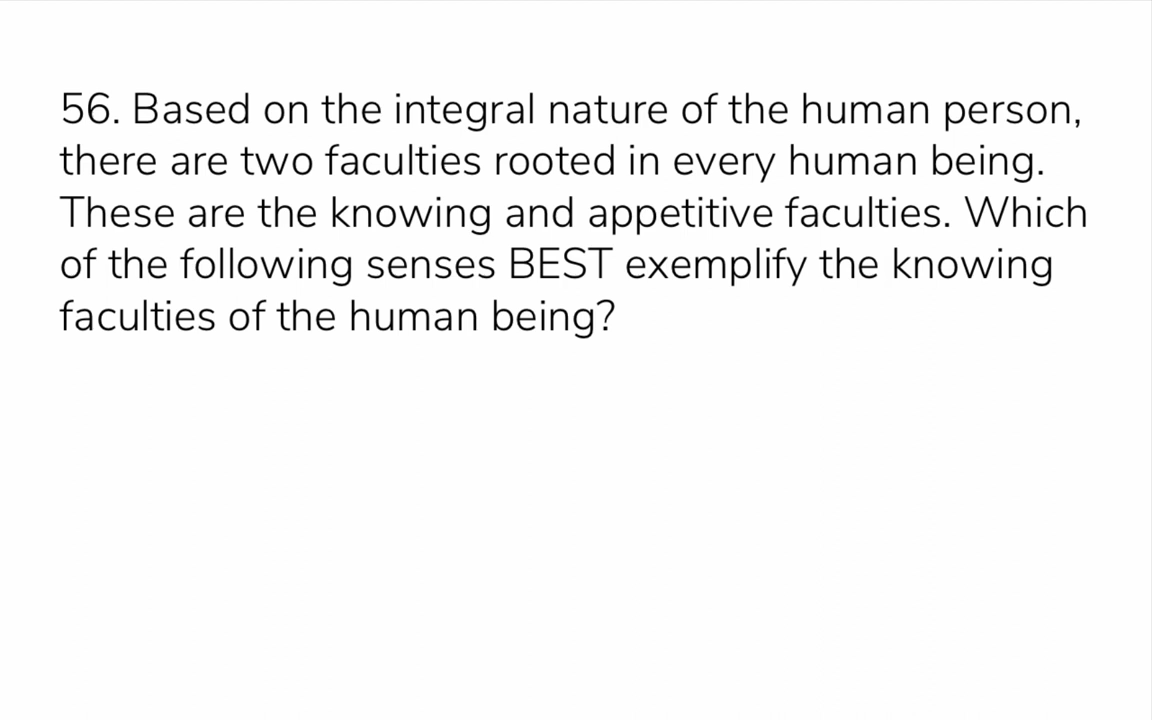 56. Based on the integral nature of the human person,
there are two faculties rooted in every human being.
These are the knowing and appetitive faculties. Which
of the following senses BEST exemplify the knowing
faculties of the human being?